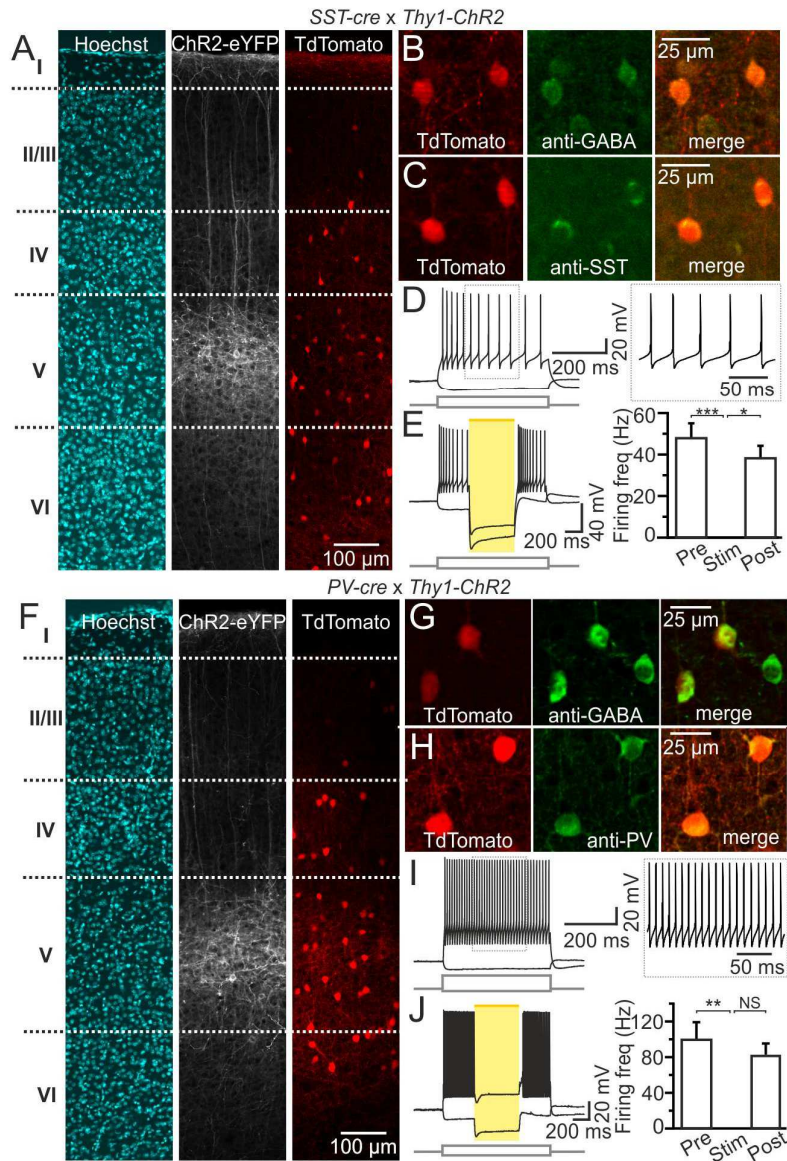 SST-cre x Thy1-ChR2
A
Hoechst ChR2-eYFP TdTomato
I
II/III
IV
V
VI
100 µm
B
25 µm
TdTomato anti-GABA merge
C
25 µm
TdTomato anti-SST merge
D
20 mV
200 ms
50 ms
E
40 mV
200 ms
*** *
Firing freq (Hz)
60
40
20
0
Pre Stim Post
PV-cre x Thy1-ChR2
F
Hoechst ChR2-eYFP TdTomato
I
II/III
IV
V
VI
100 µm
G
25 µm
TdTomato anti-GABA merge
H
25 µm
TdTomato anti-PV merge
I
20 mV
200 ms
50 ms
J
20 mV
200 ms
** NS
Firing freq (Hz)
120
80
40
0
Pre Stim Post